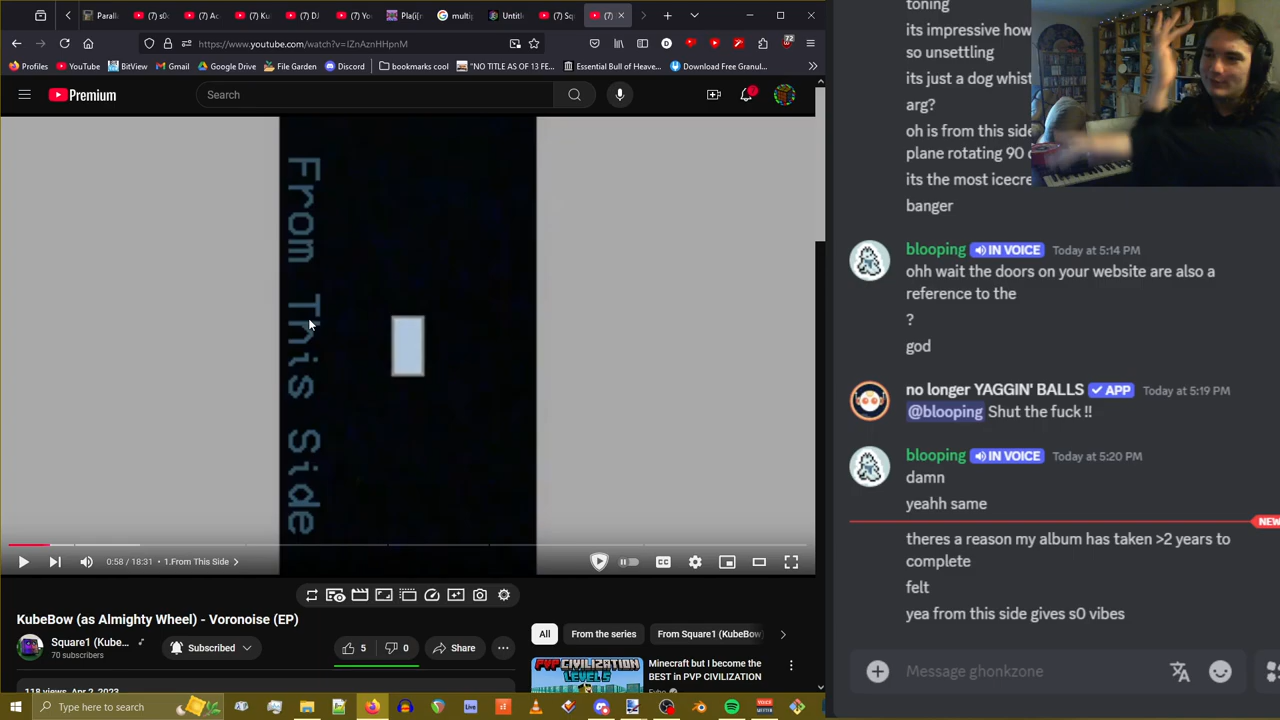 Parallel
(7) s0
(7) Ac
(7) Ku
(7) DJ
(7) Yo
Pla(i(n
multip
Untitl
(7) Sq
(7)
https://www.youtube.com/watch?v=IZnAznHHpnM
72
Profiles
YouTube
BitView
Gmail
Google Drive
File Garden
Discord
bookmarks cool
"NO TITLE AS OF 13 FE...
Essential Bull of Heave...
Download Free Granul...
Premium
Search
From This Side
0:58 / 18:31 • 1.From This Side
KubeBow (as Almighty Wheel) - Voronoise (EP)
Square1 (Kube...
70 subscribers
Subscribed
5
0
Share
118 views  Apr 2, 2023
All
From the series
From Square1 (KubeBow)
PVP CIVILIZATION
LEVELS
Minecraft but I become the
BEST in PVP CIVILIZATION
Type here to search
toning
its impressive how
so unsettling
its just a dog whist
arg?
oh is from this side
plane rotating 90
its the most icecre
banger
blooping IN VOICE Today at 5:14 PM
ohh wait the doors on your website are also a
reference to the
?
god
no longer YAGGIN' BALLS APP Today at 5:19 PM
@blooping Shut the fuck !!
blooping IN VOICE Today at 5:20 PM
damn
yeahh same
NEW
theres a reason my album has taken >2 years to
complete
felt
yea from this side gives s0 vibes
Message ghonkzone